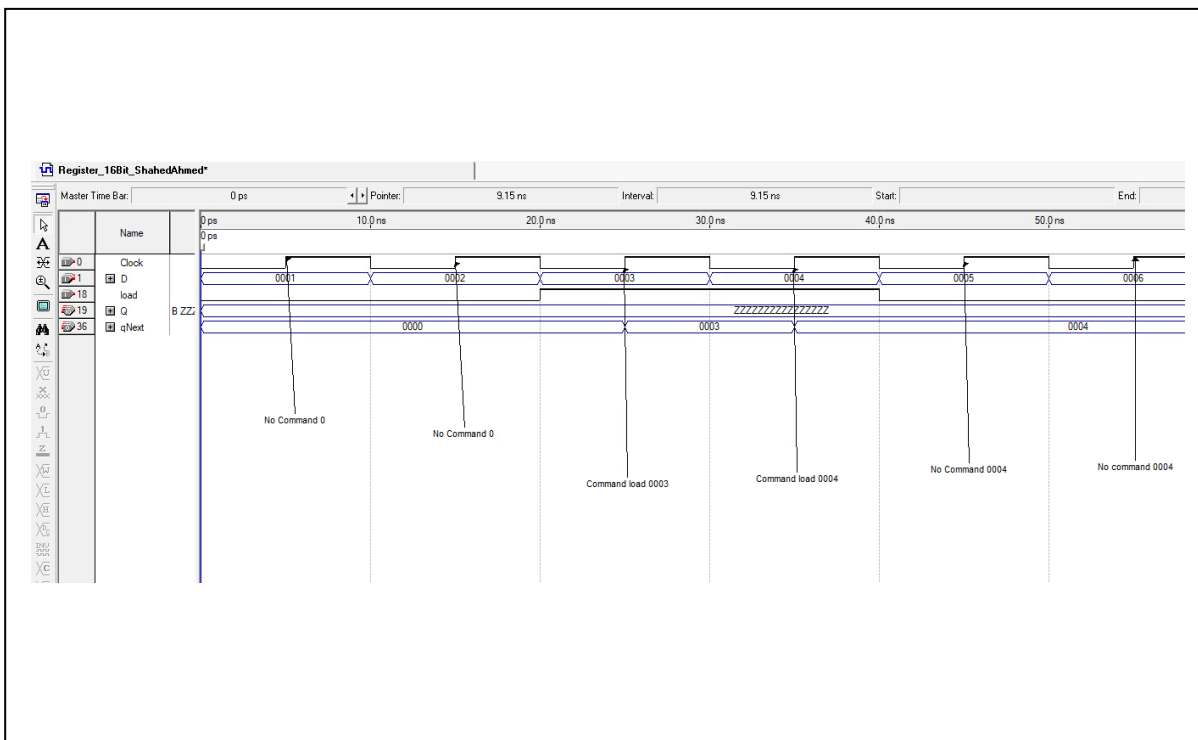 Register_16Bit_ShahedAhmed*
Master Time Bar: 0 ps Pointer: 9.15 ns Interval: 9.15 ns Start: End:
Name
0 ps 10.0 ns 20.0 ns 30.0 ns 40.0 ns 50.0 ns
0 ps
0 Clock
1 D 0001 0002 0003 0004 0005 0006
18 load
19 Q B ZZZ ZZZZZZZZZZZZZZZZ
36 qNext 0000 0003 0004
No Command 0
No Command 0
Command load 0003
Command load 0004
No Command 0004
No command 0004